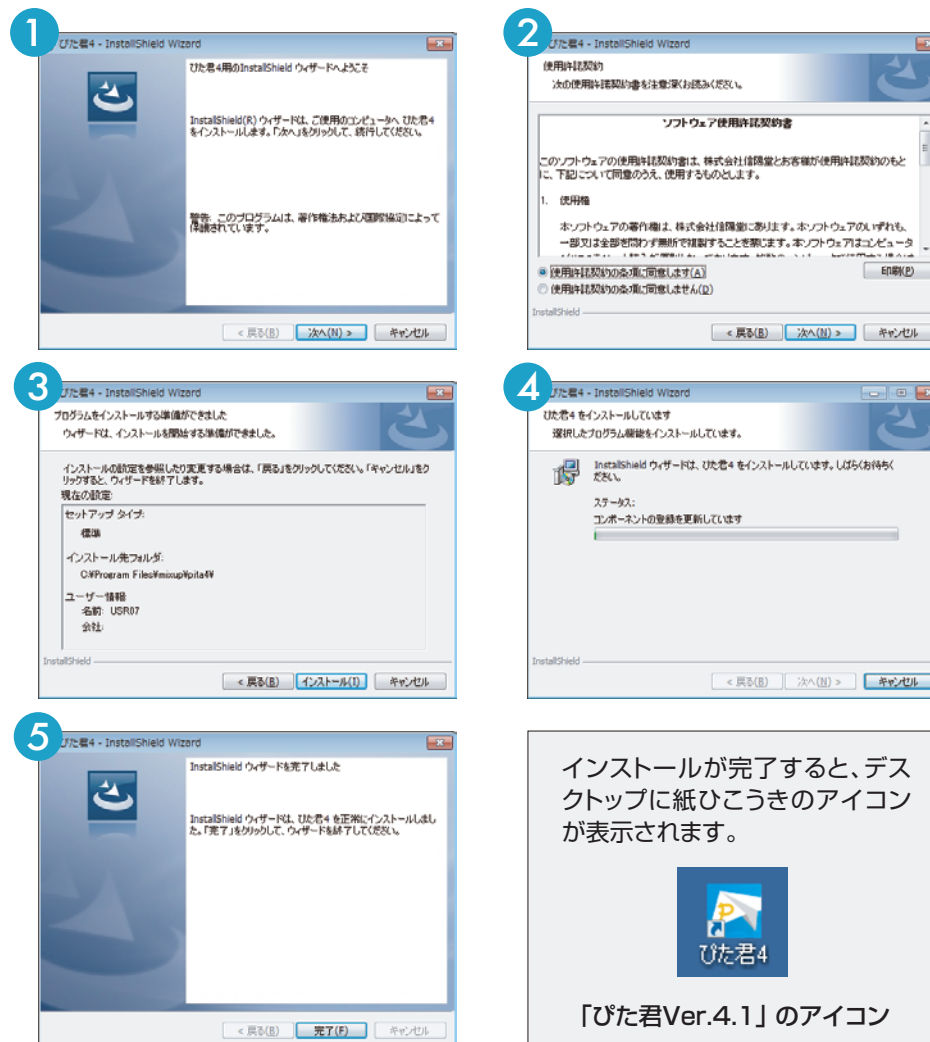 1
ぴた君4 - InstallShield Wizard
ぴた君4用のInstallShield ウィザードへようこそ
InstallShield(R) ウィザードは、ご使用のコンピュータへ ぴた君4
をインストールします。「次へ」をクリックして、続行してください。
警告: このプログラムは、著作権法および国際協定によって
保護されています。
< 戻る(B)
次へ(N) >
キャンセル
2
ぴた君4 - InstallShield Wizard
使用許諾契約
次の使用許諾契約書を注意深くお読みください。
ソフトウェア使用許諾契約書
このソフトウェアの使用許諾契約書は、株式会社信陽堂とお客様が使用許諾契約のもと
に、下記について同意のうえ、使用するものとします。
1. 使用権
本ソフトウェアの著作権は、株式会社信陽堂にあります。本ソフトウェアのいずれも、
一部又は全部を問わず無断で複製することを禁じます。本ソフトウェアはコンピュータ
使用許諾契約の条項に同意します(A)
印刷(P)
使用許諾契約の条項に同意しません(D)
InstallShield
< 戻る(B)
次へ(N) >
キャンセル
3
ぴた君4 - InstallShield Wizard
プログラムをインストールする準備ができました
ウィザードは、インストールを開始する準備ができました。
インストールの設定を参照したり変更する場合は、「戻る」をクリックしてください。「キャンセル」をク
リックすると、ウィザードを終了します。
現在の設定:
セットアップ タイプ:
標準
インストール先フォルダ:
C:¥Program Files¥mixup¥pita4¥
ユーザー情報
名前: USR07
会社:
InstallShield
< 戻る(B)
インストール(I)
キャンセル
4
ぴた君4 - InstallShield Wizard
ぴた君4 をインストールしています
選択したプログラム機能をインストールしています。
InstallShield ウィザードは、ぴた君4 をインストールしています。しばらくお待ちく
ださい。
ステータス:
コンポーネントの登録を更新しています
InstallShield
< 戻る(B)
次へ(N) >
キャンセル
5
ぴた君4 - InstallShield Wizard
InstallShield ウィザードを完了しました
InstallShield ウィザードは、ぴた君4 を正常にインストールしまし
た。「完了」をクリックして、ウィザードを終了してください。
< 戻る(B)
完了(F)
キャンセル
インストールが完了すると、デス
クトップに紙ひこうきのアイコン
が表示されます。
P
ぴた君4
「ぴた君Ver.4.1」のアイコン